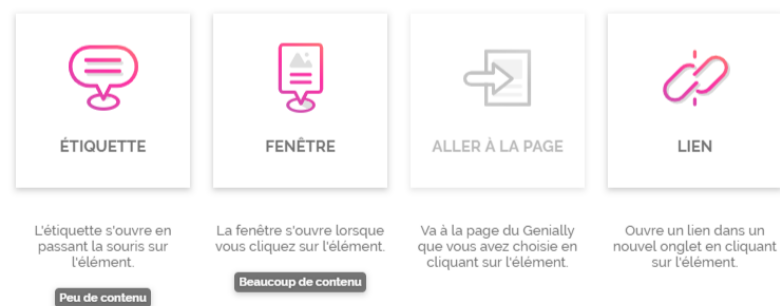 ÉTIQUETTE
L'étiquette s'ouvre en
passant la souris sur
l'élément.
Peu de contenu
FENÊTRE
La fenêtre s'ouvre lorsque
vous cliquez sur l'élément.
Beaucoup de contenu
ALLER À LA PAGE
Va à la page du Genially
que vous avez choisie en
cliquant sur l'élément.
LIEN
Ouvre un lien dans un
nouvel onglet en cliquant
sur l'élément.